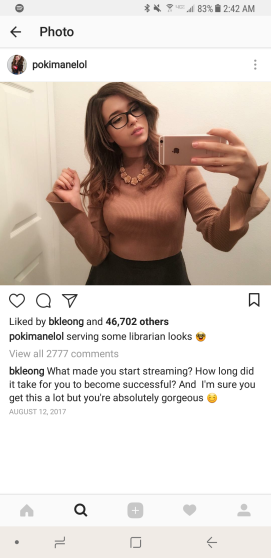 83% 2:42 AM
Photo
pokimanelol
Liked by bkleong and 46,702 others
pokimanelol serving some librarian looks 🤓
View all 2777 comments
bkleong What made you start streaming? How long did
it take for you to become successful? And I'm sure you
get this a lot but you're absolutely gorgeous 😊
AUGUST 12, 2017